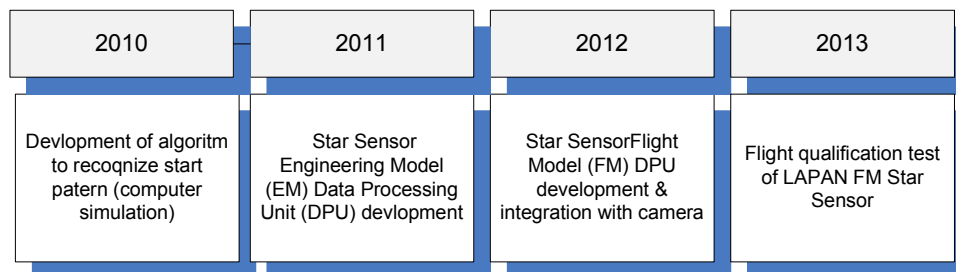 2010
2011
2012
2013
Devlopment of algoritm
to recoqnize start
patern (computer
simulation)
Star Sensor
Engineering Model
(EM) Data Processing
Unit (DPU) devlopment
Star SensorFlight
Model (FM) DPU
development &
integration with camera
Flight qualification test
of LAPAN FM Star
Sensor